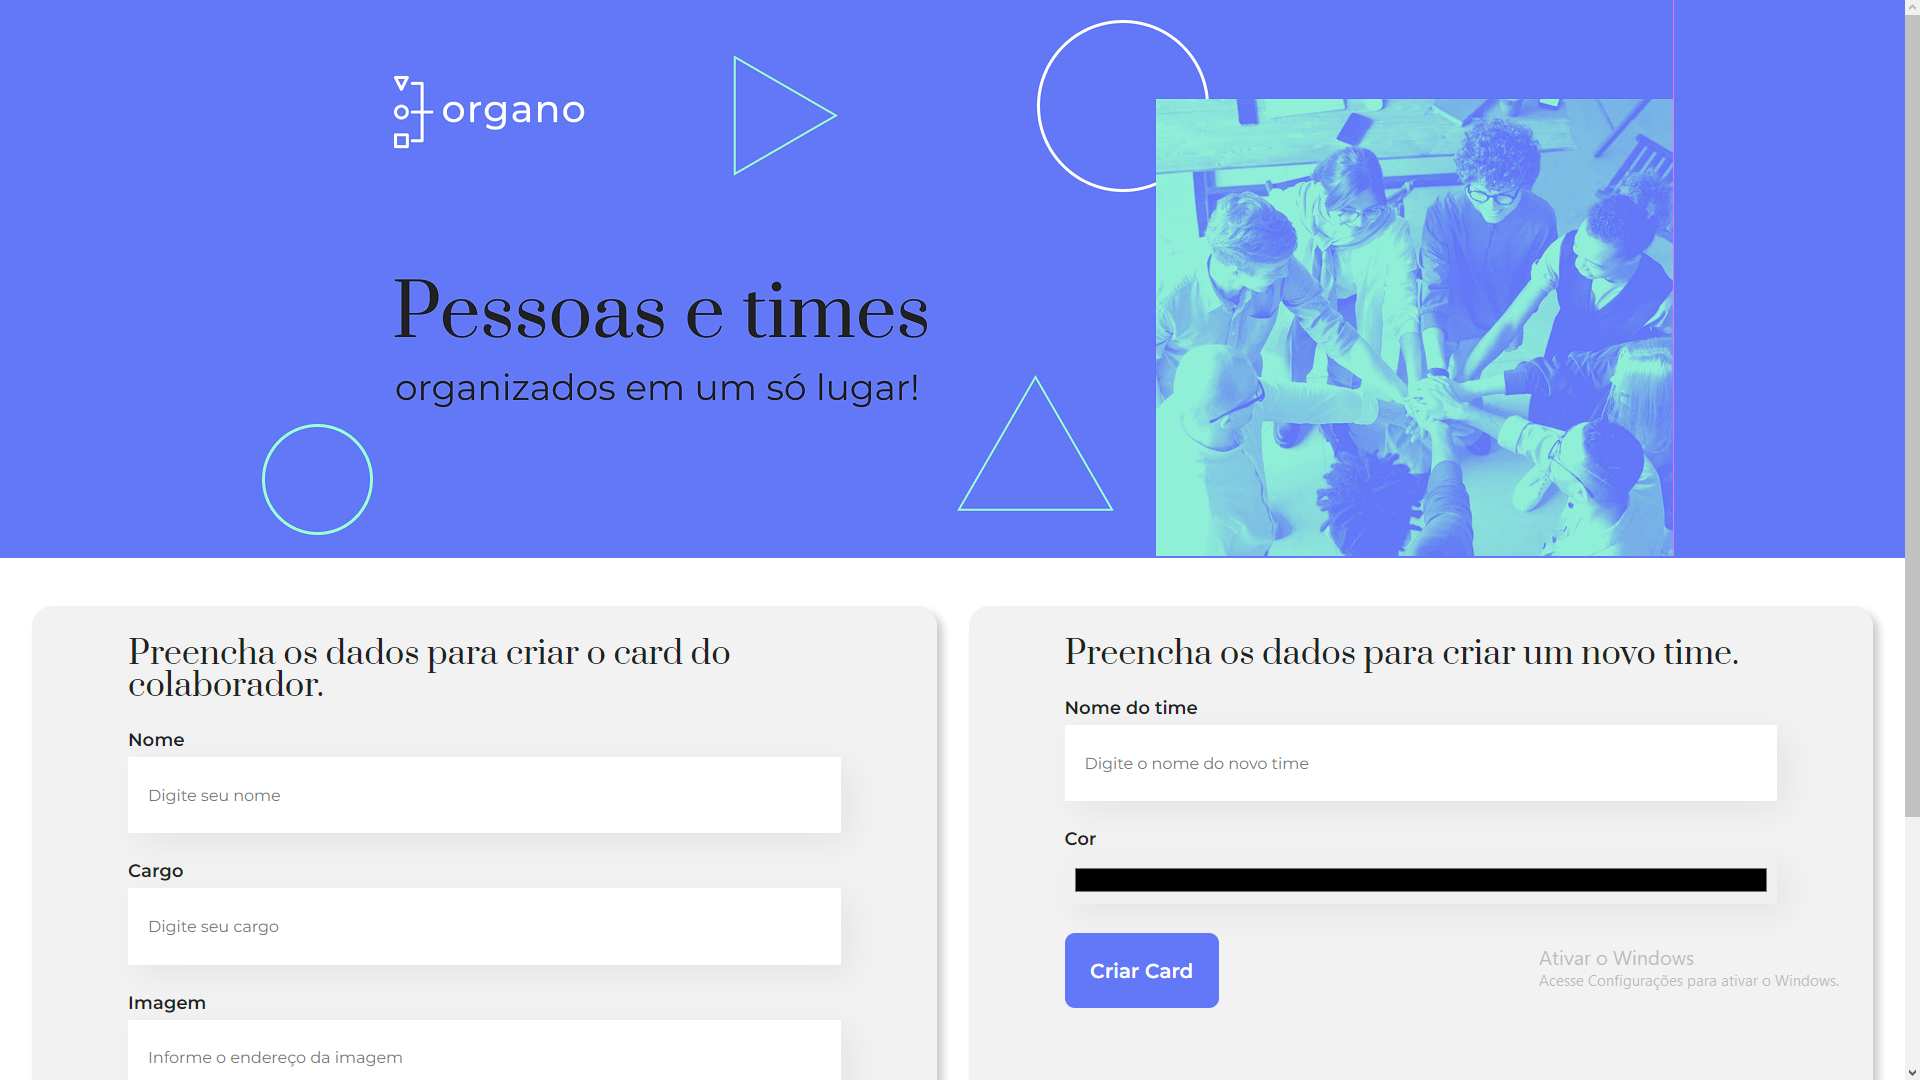 organo
Pessoas e times
organizados em um só lugar!
Preencha os dados para criar o card do
colaborador.
Nome
Digite seu nome
Cargo
Digite seu cargo
Imagem
Informe o endereço da imagem
Preencha os dados para criar um novo time.
Nome do time
Digite o nome do novo time
Cor
Criar Card
Ativar o Windows
Acesse Configurações para ativar o Windows.